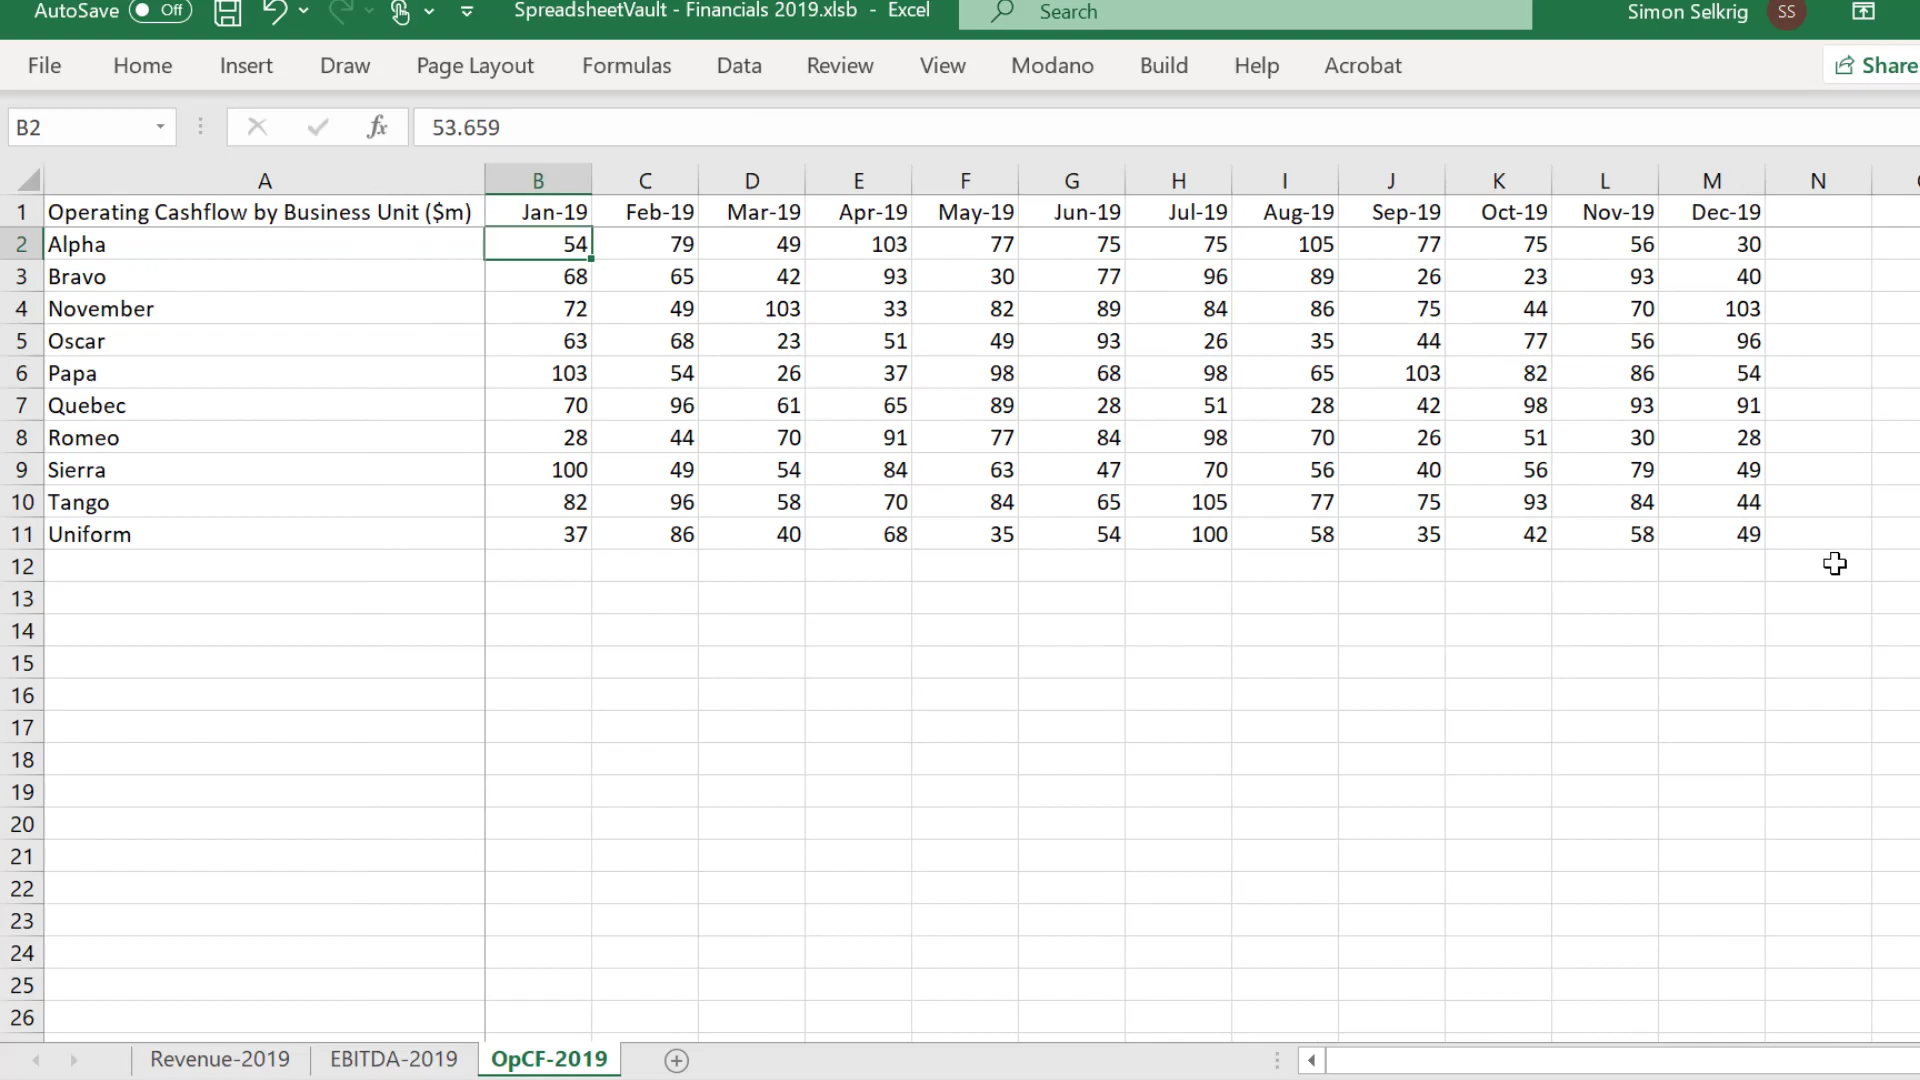 AutoSave Off SpreadsheetVault - Financials 2019.xlsb - Excel Search Simon Selkrig SS
File Home Insert Draw Page Layout Formulas Data Review View Modano Build Help Acrobat Share
B2 fx 53.659
A B C D E F G H I J K L M N
1 Operating Cashflow by Business Unit ($m) Jan-19 Feb-19 Mar-19 Apr-19 May-19 Jun-19 Jul-19 Aug-19 Sep-19 Oct-19 Nov-19 Dec-19
2 Alpha 54 79 49 103 77 75 75 105 77 75 56 30
3 Bravo 68 65 42 93 30 77 96 89 26 23 93 40
4 November 72 49 103 33 82 89 84 86 75 44 70 103
5 Oscar 63 68 23 51 49 93 26 35 44 77 56 96
6 Papa 103 54 26 37 98 68 98 65 103 82 86 54
7 Quebec 70 96 61 65 89 28 51 28 42 98 93 91
8 Romeo 28 44 70 91 77 84 98 70 26 51 30 28
9 Sierra 100 49 54 84 63 47 70 56 40 56 79 49
10 Tango 82 96 58 70 84 65 105 77 75 93 84 44
11 Uniform 37 86 40 68 35 54 100 58 35 42 58 49
12
13
14
15
16
17
18
19
20
21
22
23
24
25
26
Revenue-2019 EBITDA-2019 OpCF-2019